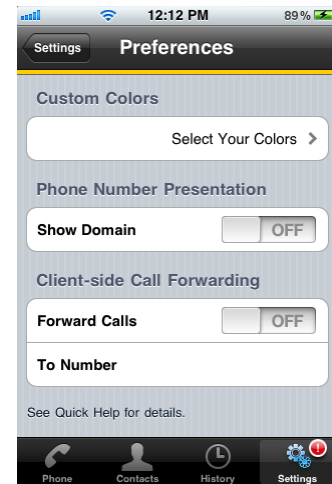 12:12 PM 89%
Settings Preferences
Custom Colors
Select Your Colors
Phone Number Presentation
Show Domain OFF
Client-side Call Forwarding
Forward Calls OFF
To Number
See Quick Help for details.
Phone Contacts History Settings